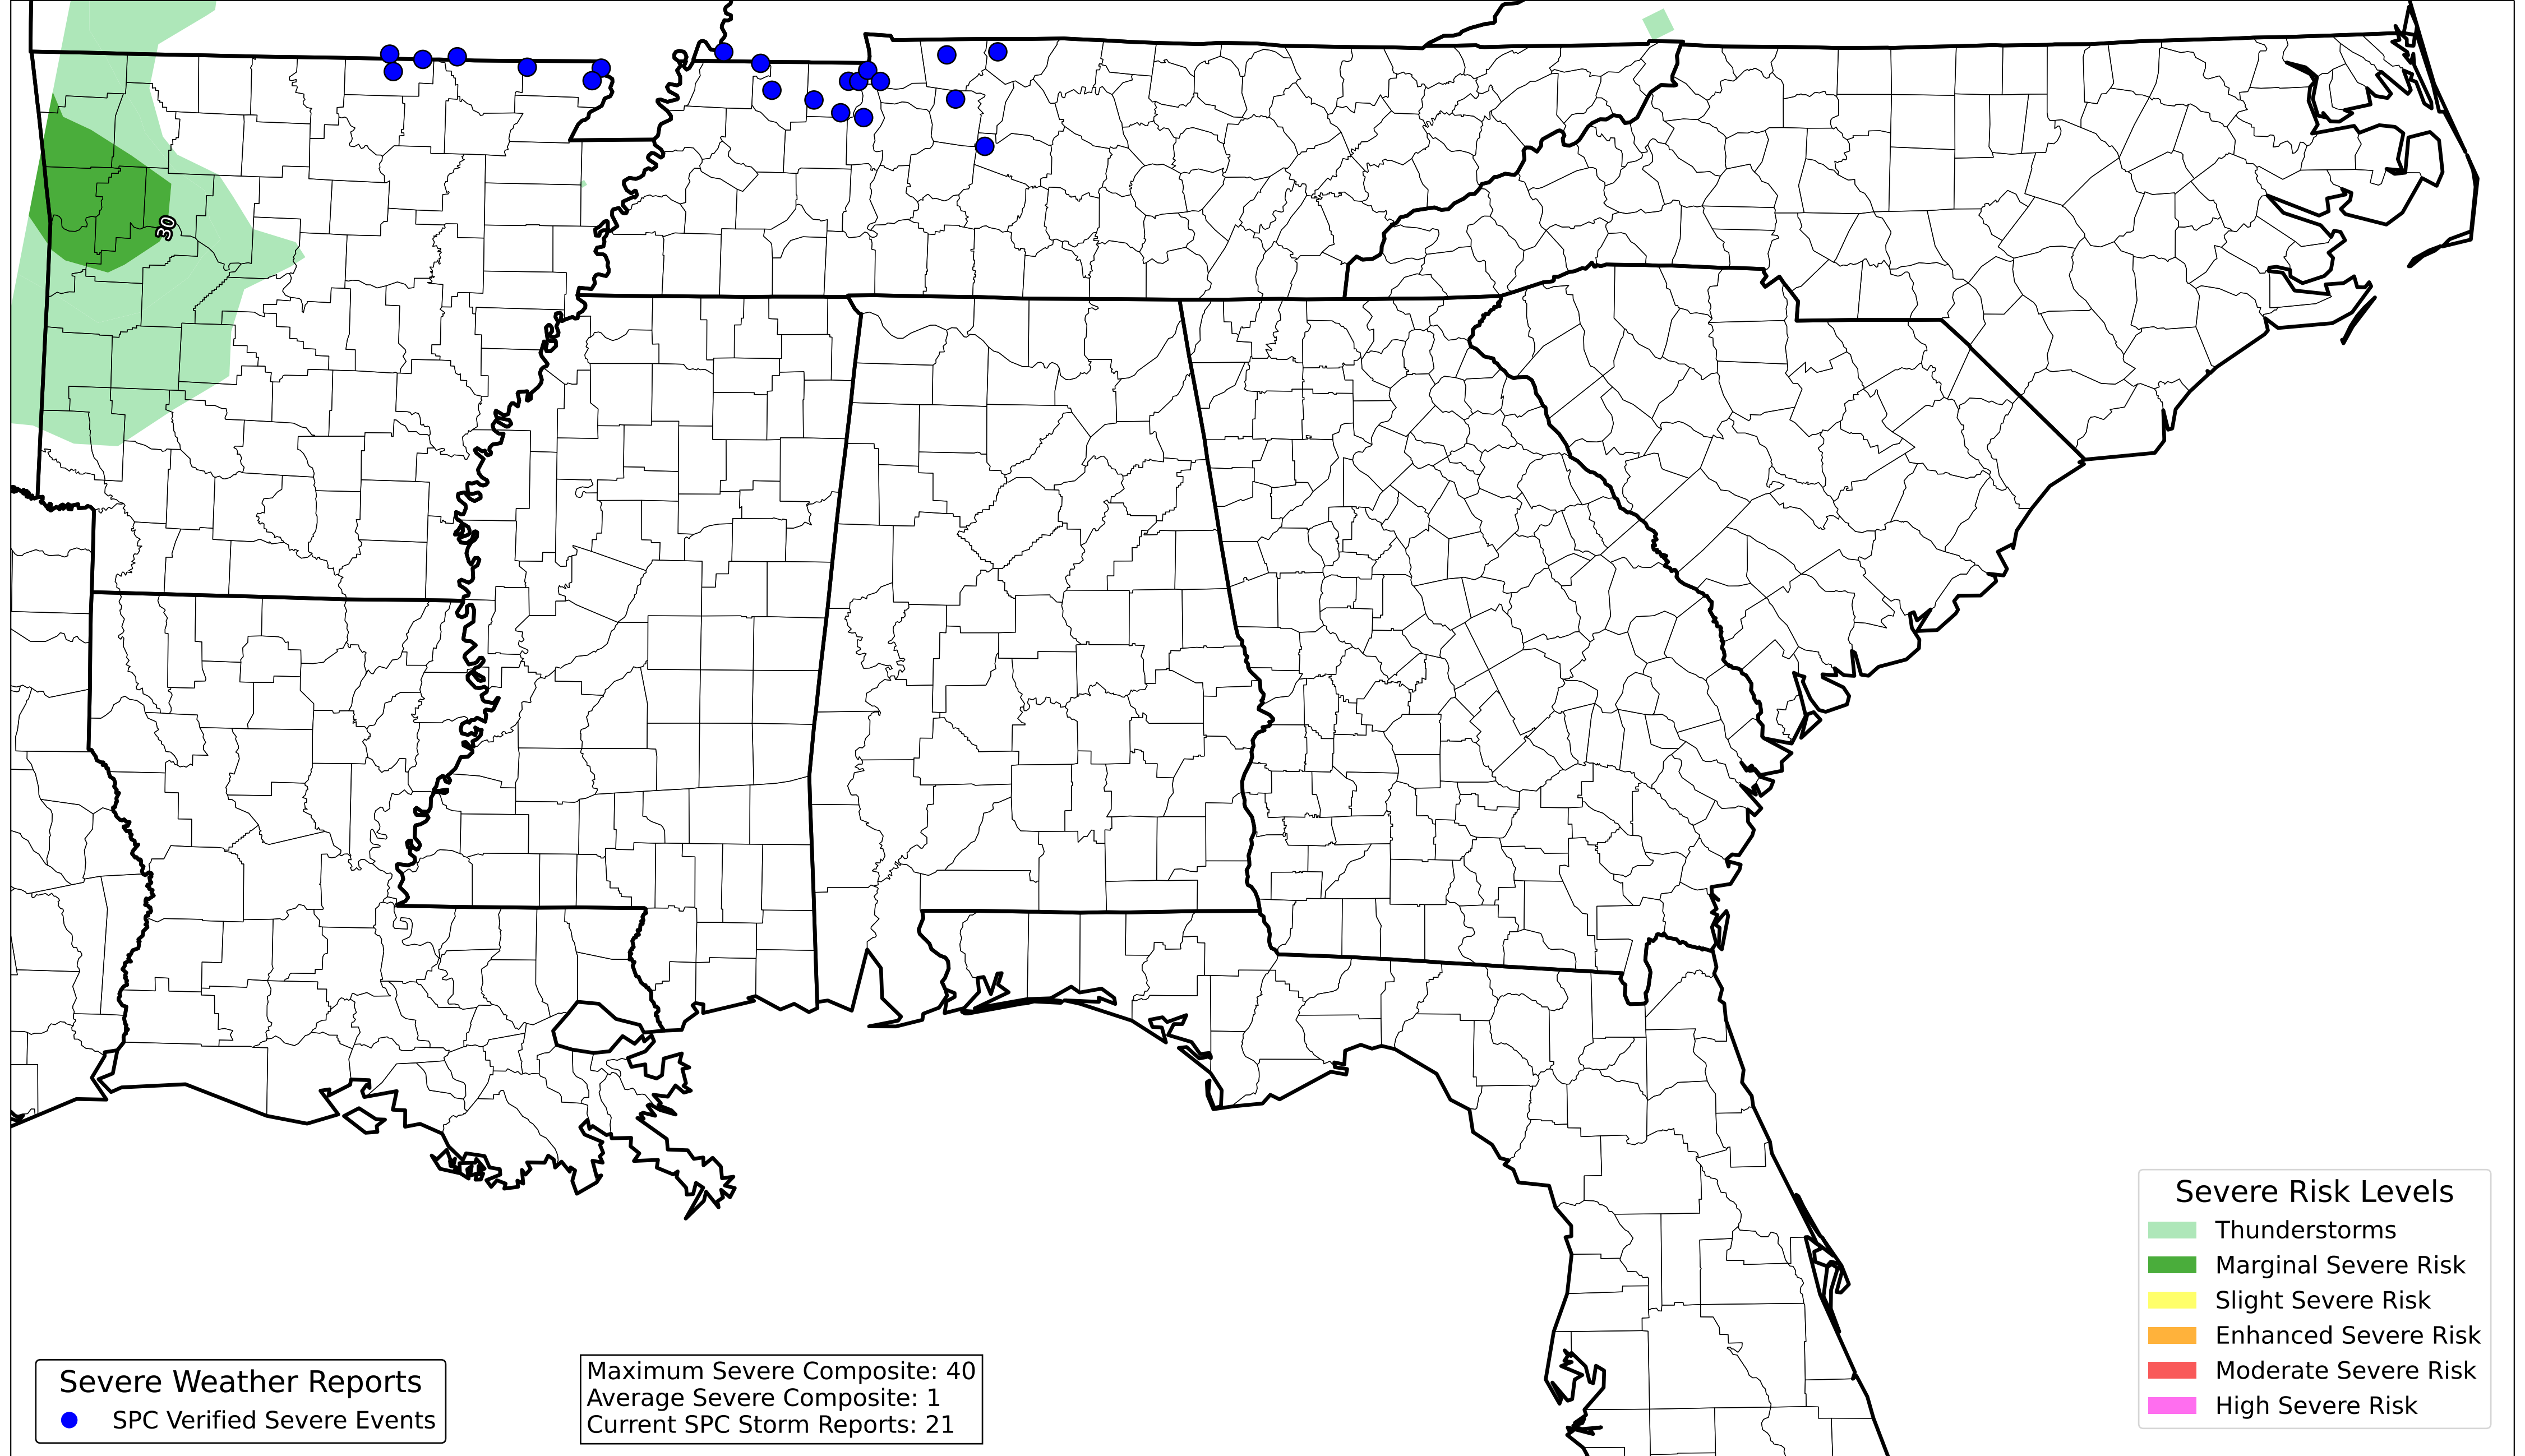 30
Severe Risk Levels
Thunderstorms
Marginal Severe Risk
Slight Severe Risk
Enhanced Severe Risk
Moderate Severe Risk
High Severe Risk
Severe Weather Reports
SPC Verified Severe Events
Maximum Severe Composite: 40
Average Severe Composite: 1
Current SPC Storm Reports: 21